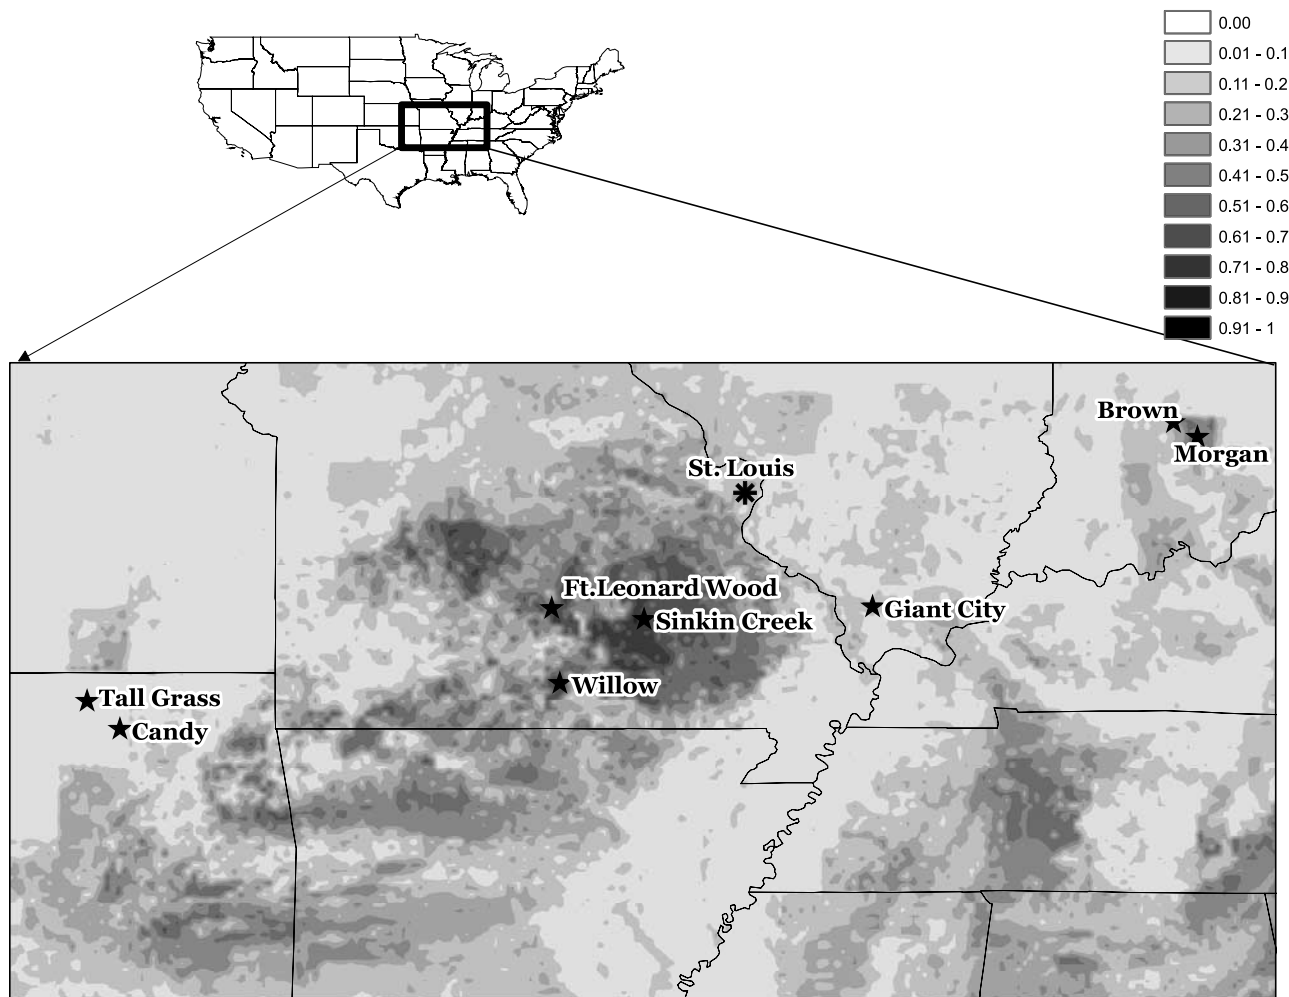 0.00
0.01 - 0.1
0.11 - 0.2
0.21 - 0.3
0.31 - 0.4
0.41 - 0.5
0.51 - 0.6
0.61 - 0.7
0.71 - 0.8
0.81 - 0.9
0.91 - 1
Brown
Morgan
St. Louis
Ft.Leonard Wood
Giant City
Sinkin Creek
Willow
Tall Grass
Candy